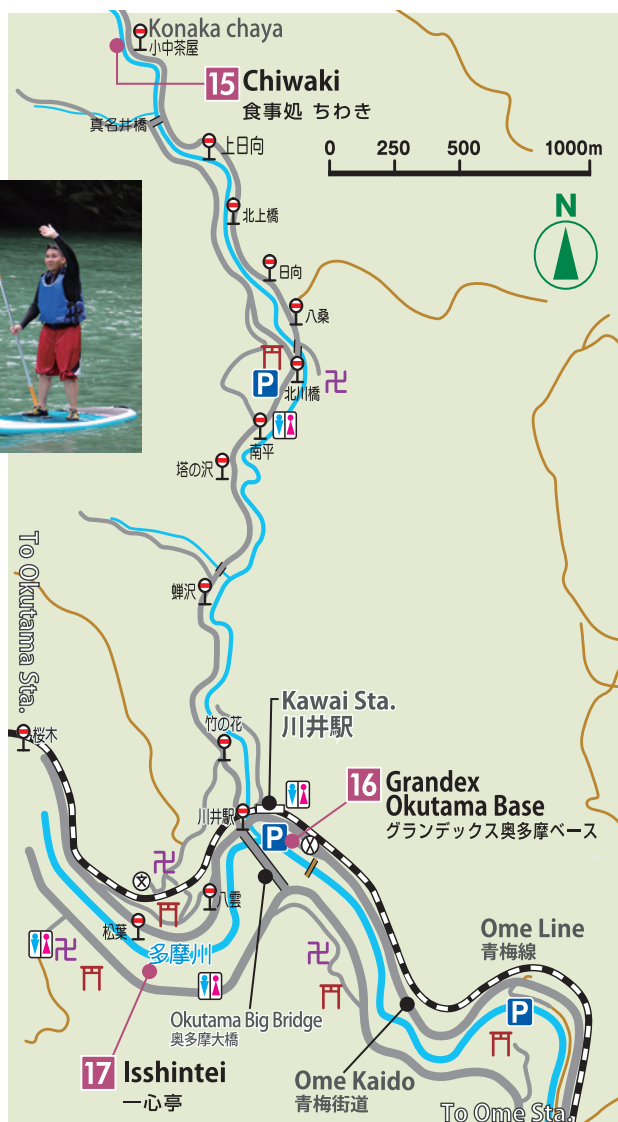 Konaka chaya
小中茶屋
15 Chiwaki
食事処 ちわき
真名井橋
上日向
0 250 500 1000m
北上橋
N
日向
八桑
P
北川橋
南平
塔の沢
To Okutama Sta.
蝉沢
Kawai Sta.
川井駅
竹の花
桜木
16 Grandex
Okutama Base
グランデックス奥多摩ベース
川井駅
P
文
八雲
松葉
多摩川
Ome Line
青梅線
P
Okutama Big Bridge
奥多摩大橋
17 Isshintei
一心亭
Ome Kaido
青梅街道
To Ome Sta.